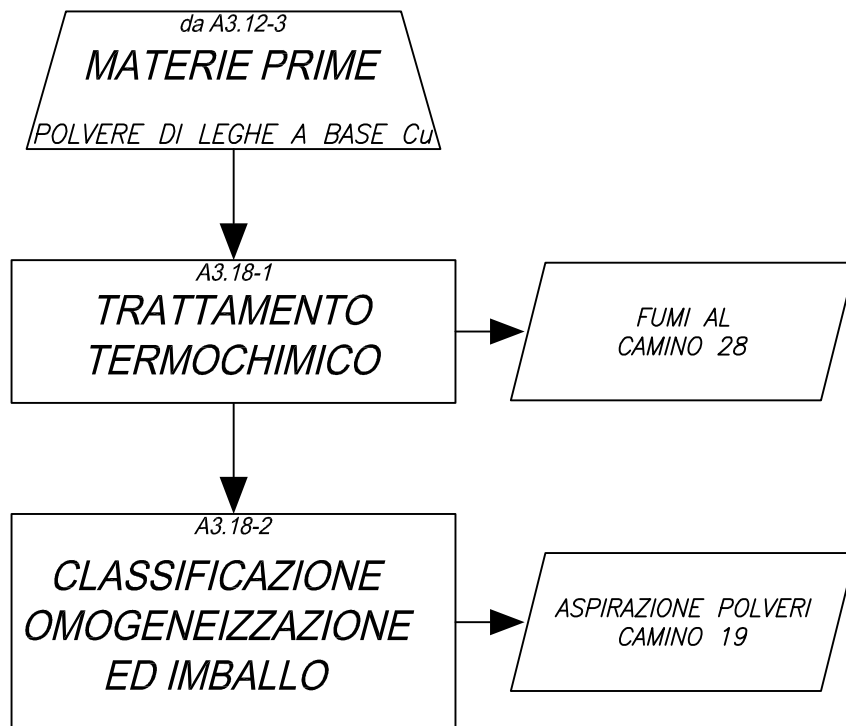 da A3.12-3
MATERIE PRIME
POLVERE DI LEGHE A BASE Cu
A3.18-1
TRATTAMENTO
TERMOCHIMICO
FUMI AL
CAMINO 28
A3.18-2
CLASSIFICAZIONE
OMOGENEIZZAZIONE
ED IMBALLO
ASPIRAZIONE POLVERI
CAMINO 19